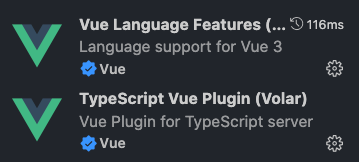 Vue Language Features (... 116ms
Language support for Vue 3
Vue
TypeScript Vue Plugin (Volar)
Vue Plugin for TypeScript server
Vue